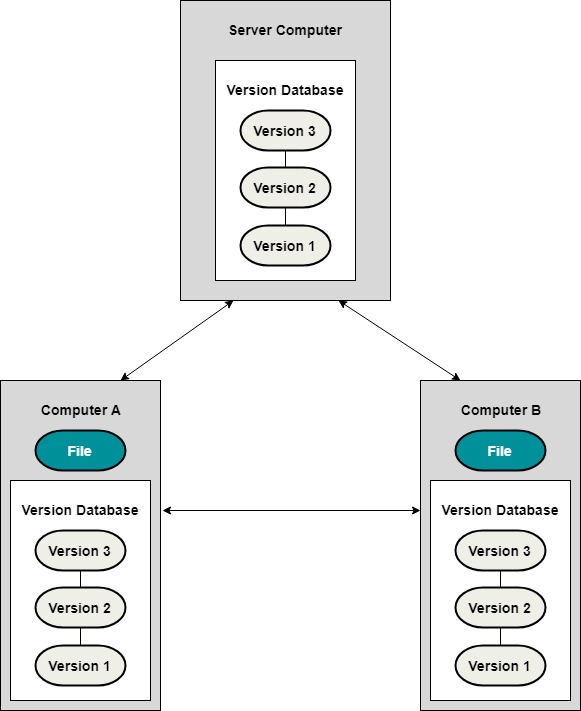 Server Computer
Version Database
Version 3
Version 2
Version 1
Computer A
File
Version Database
Version 3
Version 2
Version 1
Computer B
File
Version Database
Version 3
Version 2
Version 1